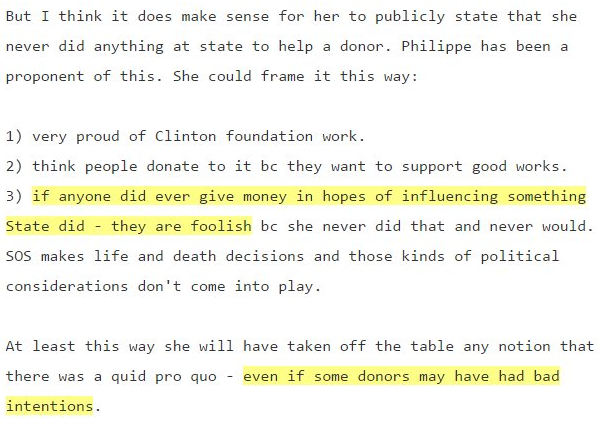 But I think it does make sense for her to publicly state that she
never did anything at state to help a donor. Philippe has been a
proponent of this. She could frame it this way:
1) very proud of Clinton foundation work.
2) think people donate to it bc they want to support good works.
3) if anyone did ever give money in hopes of influencing something
State did - they are foolish bc she never did that and never would.
SOS makes life and death decisions and those kinds of political
considerations don't come into play.
At least this way she will have taken off the table any notion that
there was a quid pro quo - even if some donors may have had bad
intentions.